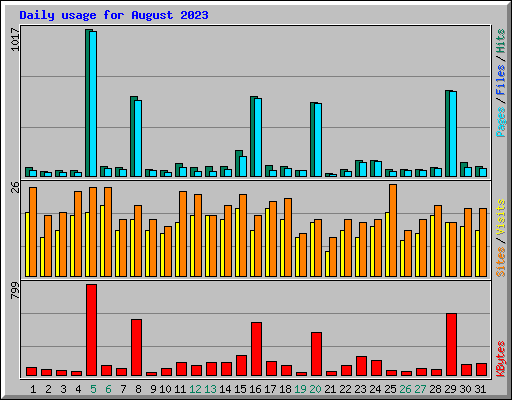 Daily usage for August 2023
1017
Pages / Files / Hits
26
Sites / Visits
799
KBytes
1 2 3 4 5 6 7 8 9 10 11 12 13 14 15 16 17 18 19 20 21 22 23 24 25 26 27 28 29 30 31